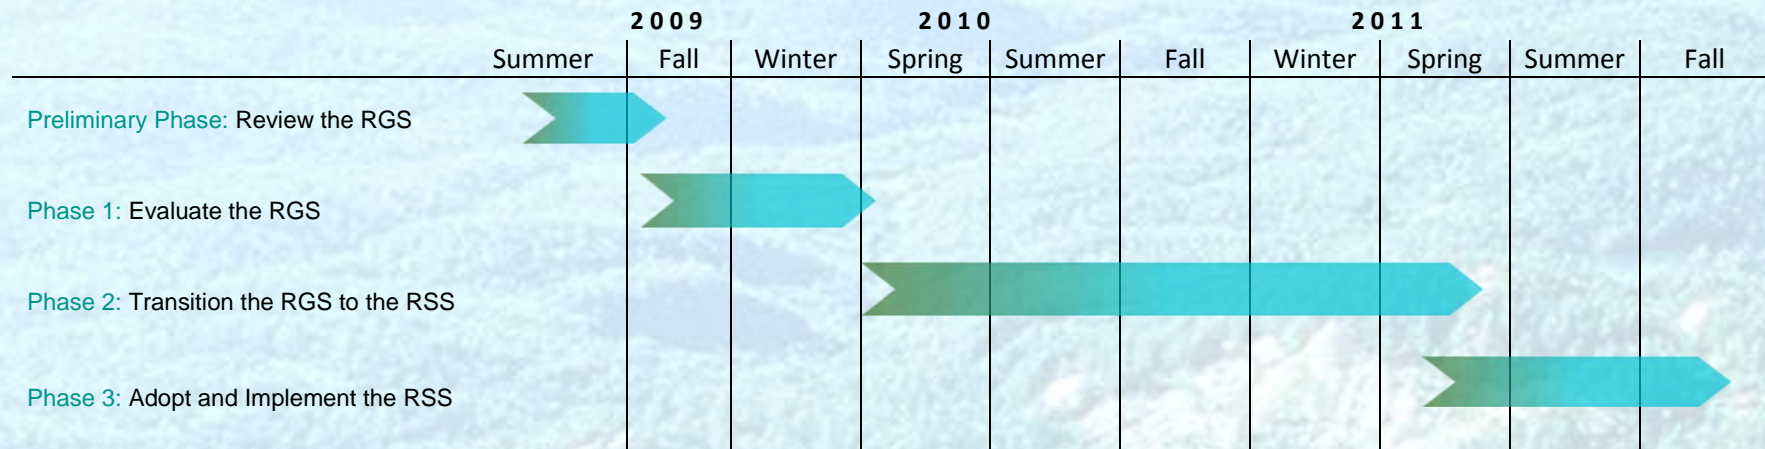 2009 2010 2011
Summer Fall Winter Spring Summer Fall Winter Spring Summer Fall
Preliminary Phase: Review the RGS
Phase 1: Evaluate the RGS
Phase 2: Transition the RGS to the RSS
Phase 3: Adopt and Implement the RSS